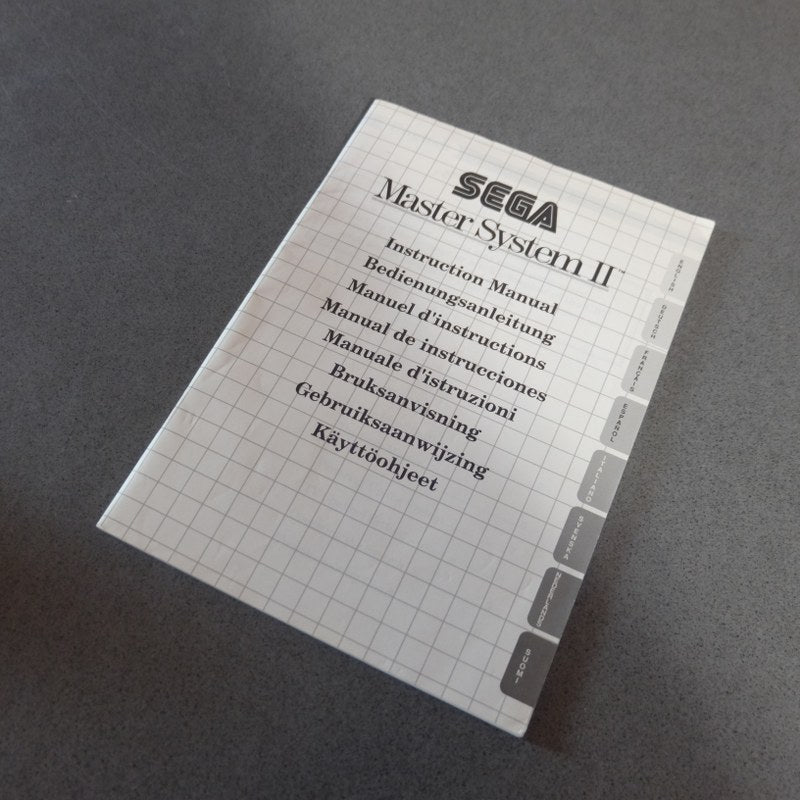 SEGA
Master System II™
Instruction Manual
Bedienungsanleitung
Manuel d'instructions
Manual de instrucciones
Manuale d'istruzioni
Bruksanvisning
Gebruiksaanwijzing
Käyttöohjeet
ENGLISH
DEUTSCH
FRANÇAIS
ESPAÑOL
ITALIANO
SVENSKA
NEDERLANDS
SUOMI